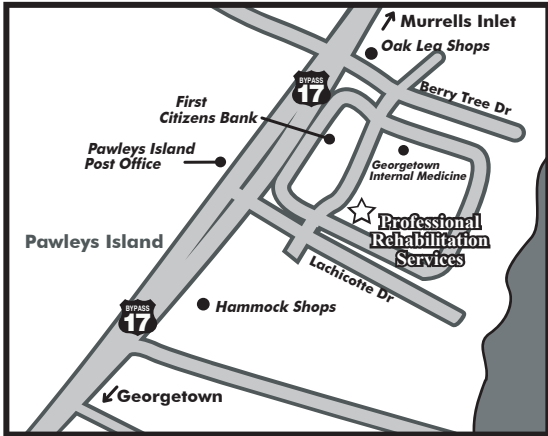 Murrells Inlet
Oak Lea Shops
BYPASS
17
Berry Tree Dr
First
Citizens Bank
Pawleys Island
Post Office
Georgetown
Internal Medicine
Professional
Rehabilitation
Services
Pawleys Island
Lachicotte Dr
Hammock Shops
BYPASS
17
Georgetown